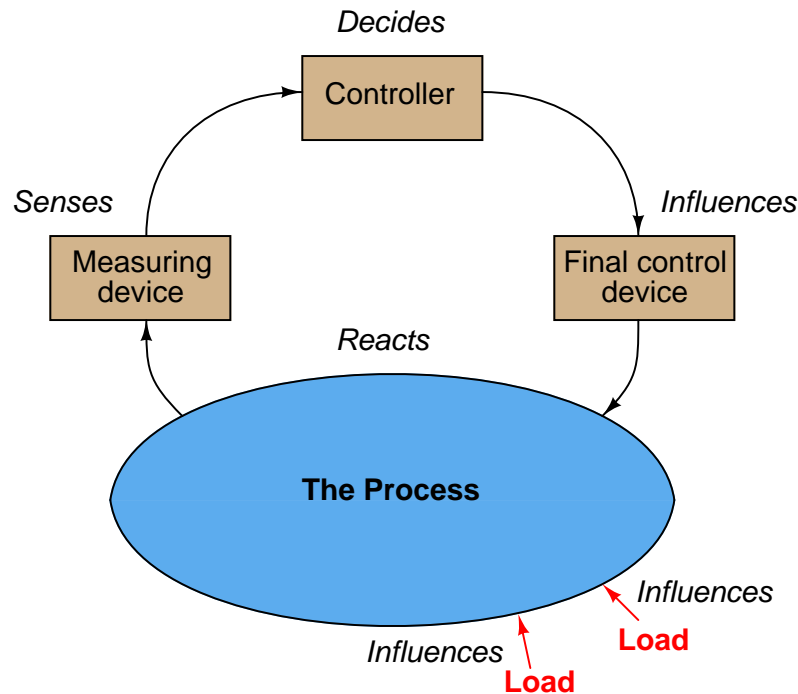 Decides
Controller
Senses
Influences
Measuring
device
Final control
device
Reacts
The Process
Influences
Load
Influences
Load